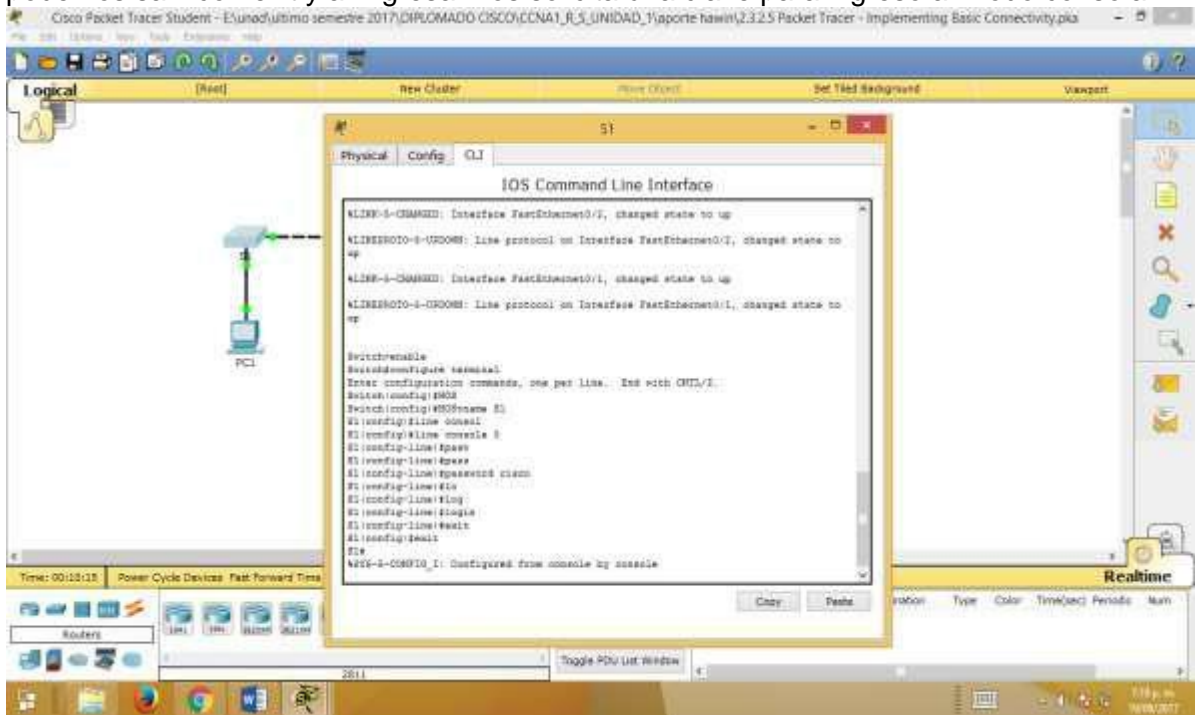 Cisco Packet Tracer Student - E:\unad\ultimo semestre 2017\DIPLOMADO CISCO\CCNA1_R_S_UNIDAD_1\aporte hawin\2.3.2.5 Packet Tracer - Implementing Basic Connectivity.pka
File Edit Options View Tools Extensions Help
Logical [Root] New Cluster Move Object Set Tiled Background Viewport
S1
Physical Config CLI
IOS Command Line Interface
%LINK-5-CHANGED: Interface FastEthernet0/2, changed state to up
%LINEPROTO-5-UPDOWN: Line protocol on Interface FastEthernet0/2, changed state to
up
%LINK-5-CHANGED: Interface FastEthernet0/1, changed state to up
%LINEPROTO-5-UPDOWN: Line protocol on Interface FastEthernet0/1, changed state to
up
Switch>enable
Switch#configure terminal
Enter configuration commands, one per line. End with CNTL/Z.
Switch(config)#HOS
Switch(config)#HOSTname S1
S1(config)#line consol
S1(config)#line console 0
S1(config-line)#pass
S1(config-line)#pass
S1(config-line)#password cisco
S1(config-line)#lo
S1(config-line)#log
S1(config-line)#login
S1(config-line)#exit
S1(config)#exit
S1#
%SYS-5-CONFIG_I: Configured from console by console
Copy Paste
PC1
Time: Power Cycle Devices Fast Forward Time
Realtime
Routers
Type Color Time(sec) Periodic Num
2811
Toggle PDU List Window